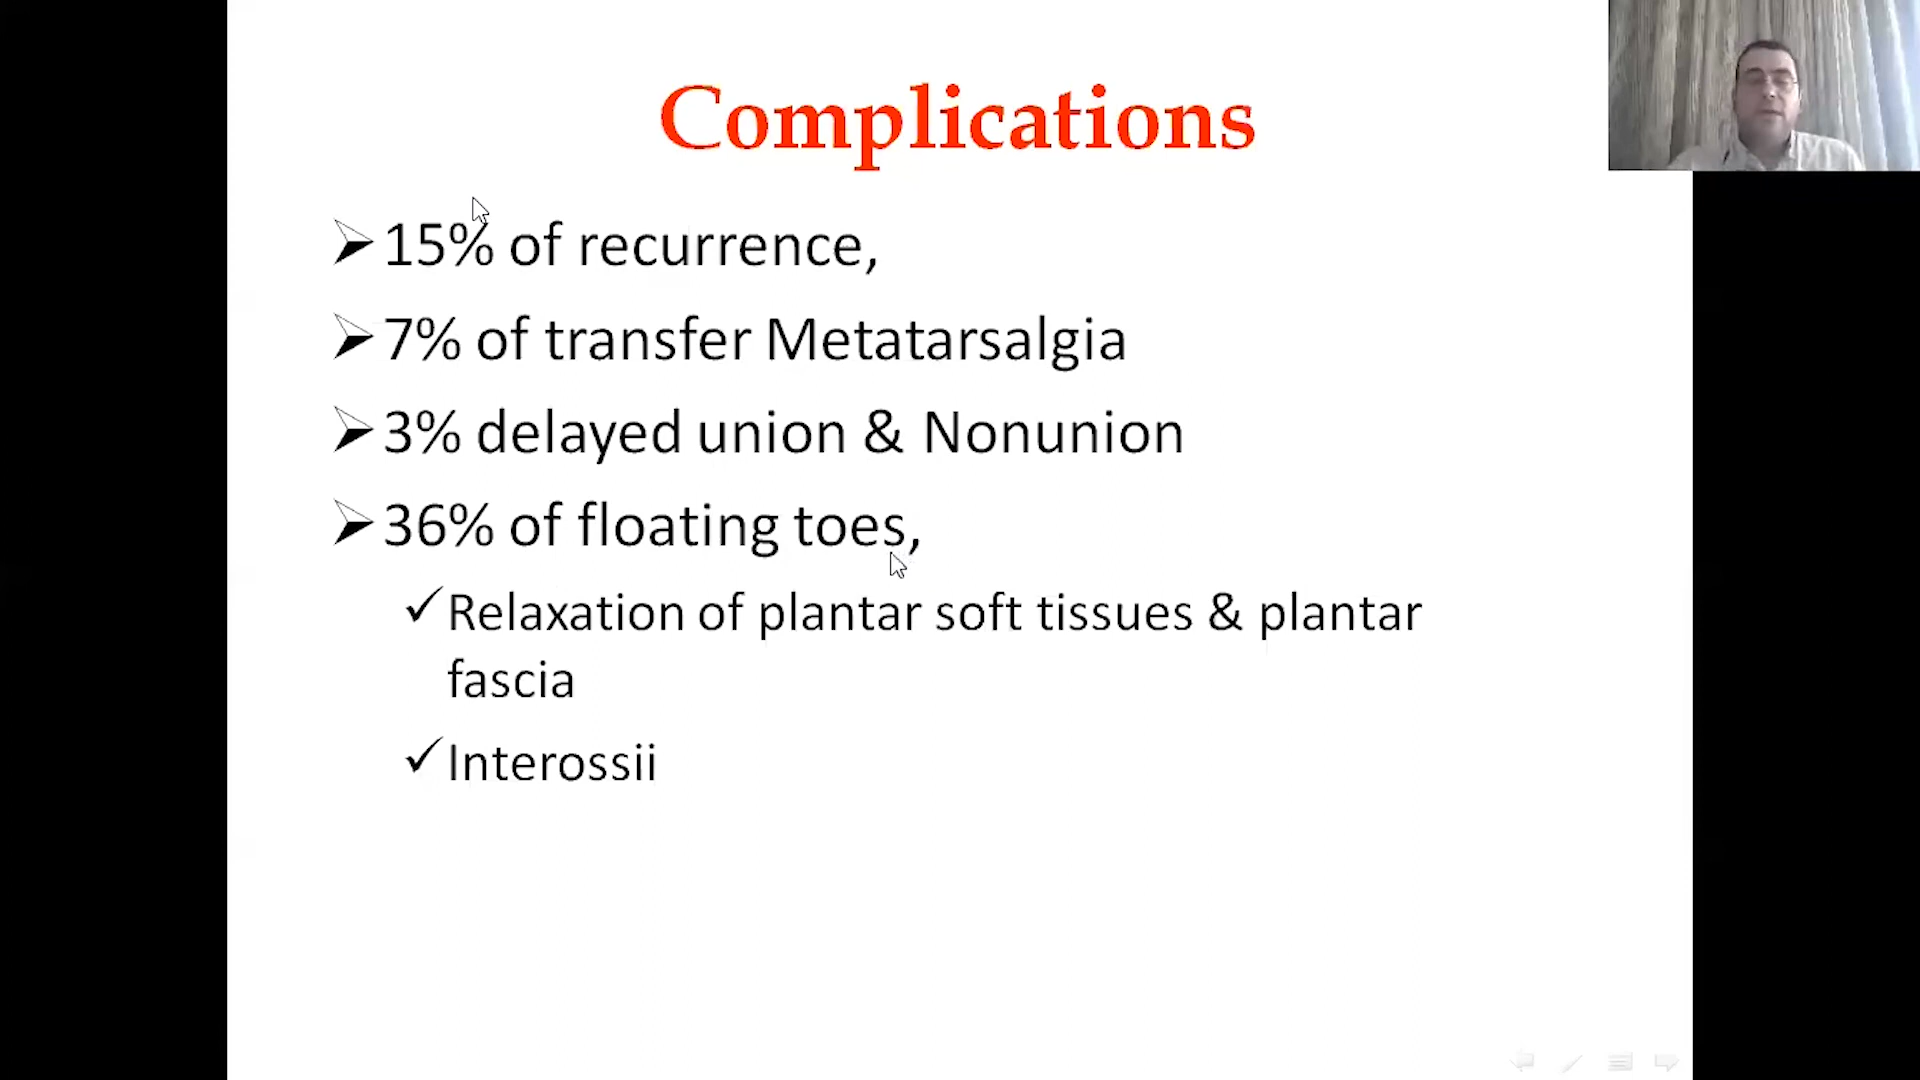 Complications
15% of recurrence,
7% of transfer Metatarsalgia
3% delayed union & Nonunion
36% of floating toes,
Relaxation of plantar soft tissues & plantar
fascia
Interossii